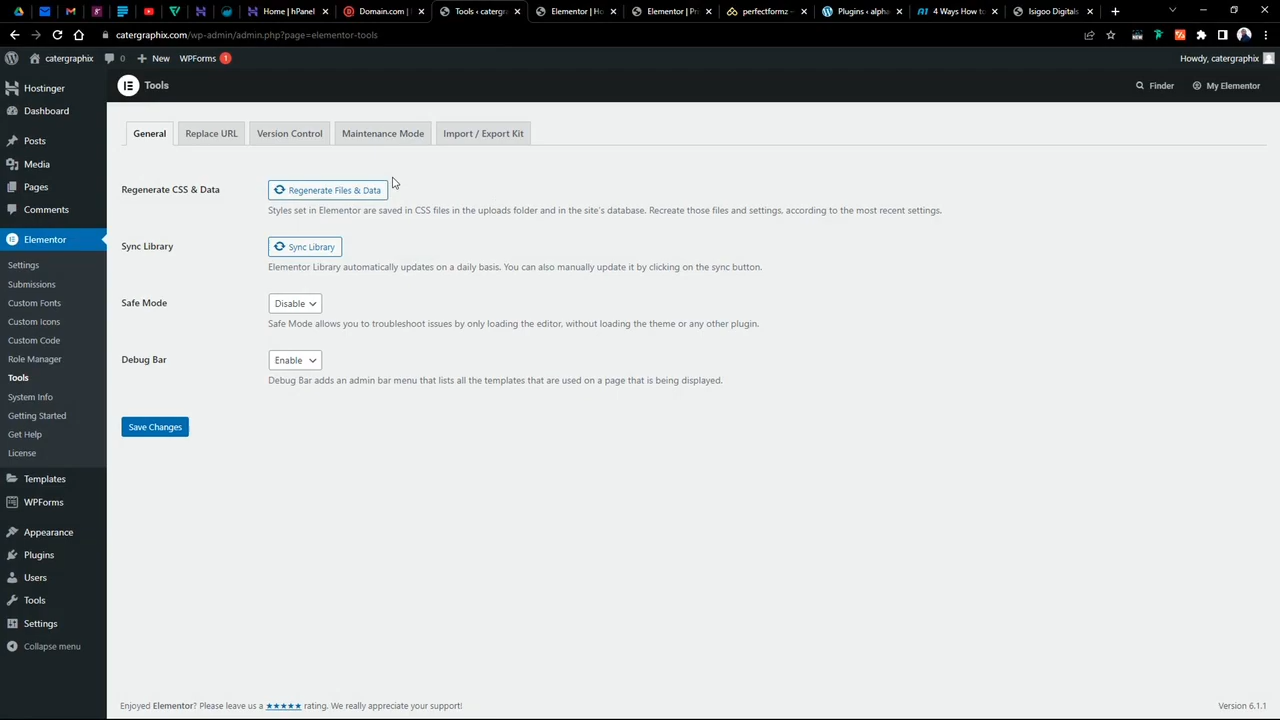 Home | hPanel
Domain.com |
Tools ‹ catergr
Elementor | Ho
Elementor | Pr
perfectformz
Plugins ‹ alpha
4 Ways How to
Isigoo Digitals
catergraphix.com/wp-admin/admin.php?page=elementor-tools
catergraphix 0 New WPForms 1
Howdy, catergraphix
Hostinger
Dashboard
Posts
Media
Pages
Comments
Elementor
Settings
Submissions
Custom Fonts
Custom Icons
Custom Code
Role Manager
Tools
System Info
Getting Started
Get Help
License
Templates
WPForms
Appearance
Plugins
Users
Tools
Settings
Collapse menu
Tools
Finder My Elementor
General Replace URL Version Control Maintenance Mode Import / Export Kit
Regenerate CSS & Data Regenerate Files & Data
Styles set in Elementor are saved in CSS files in the uploads folder and in the site's database. Recreate those files and settings, according to the most recent settings.
Sync Library Sync Library
Elementor Library automatically updates on a daily basis. You can also manually update it by clicking on the sync button.
Safe Mode Disable
Safe Mode allows you to troubleshoot issues by only loading the editor, without loading the theme or any other plugin.
Debug Bar Enable
Debug Bar adds an admin bar menu that lists all the templates that are used on a page that is being displayed.
Save Changes
Enjoyed Elementor? Please leave us a ★★★★★ rating. We really appreciate your support!
Version 6.1.1